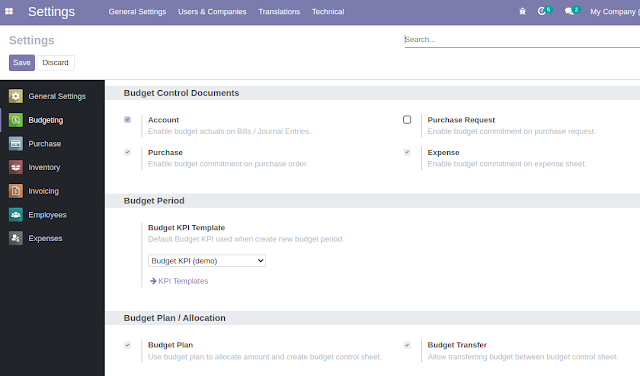 Settings General Settings Users & Companies Translations Technical 5 2 My Company (
Settings
Search...
Save Discard
General Settings
Budgeting
Purchase
Inventory
Invoicing
Employees
Expenses
Budget Control Documents
Account
Enable budget actuals on Bills / Journal Entries.
Purchase Request
Enable budget commitment on purchase request.
Purchase
Enable budget commitment on purchase order.
Expense
Enable budget commitment on expense sheet.
Budget Period
Budget KPI Template
Default Budget KPI used when create new budget period.
Budget KPI (demo)
KPI Templates
Budget Plan / Allocation
Budget Plan
Use budget plan to allocate amount and create budget control sheet.
Budget Transfer
Allow transferring budget between budget control sheet.